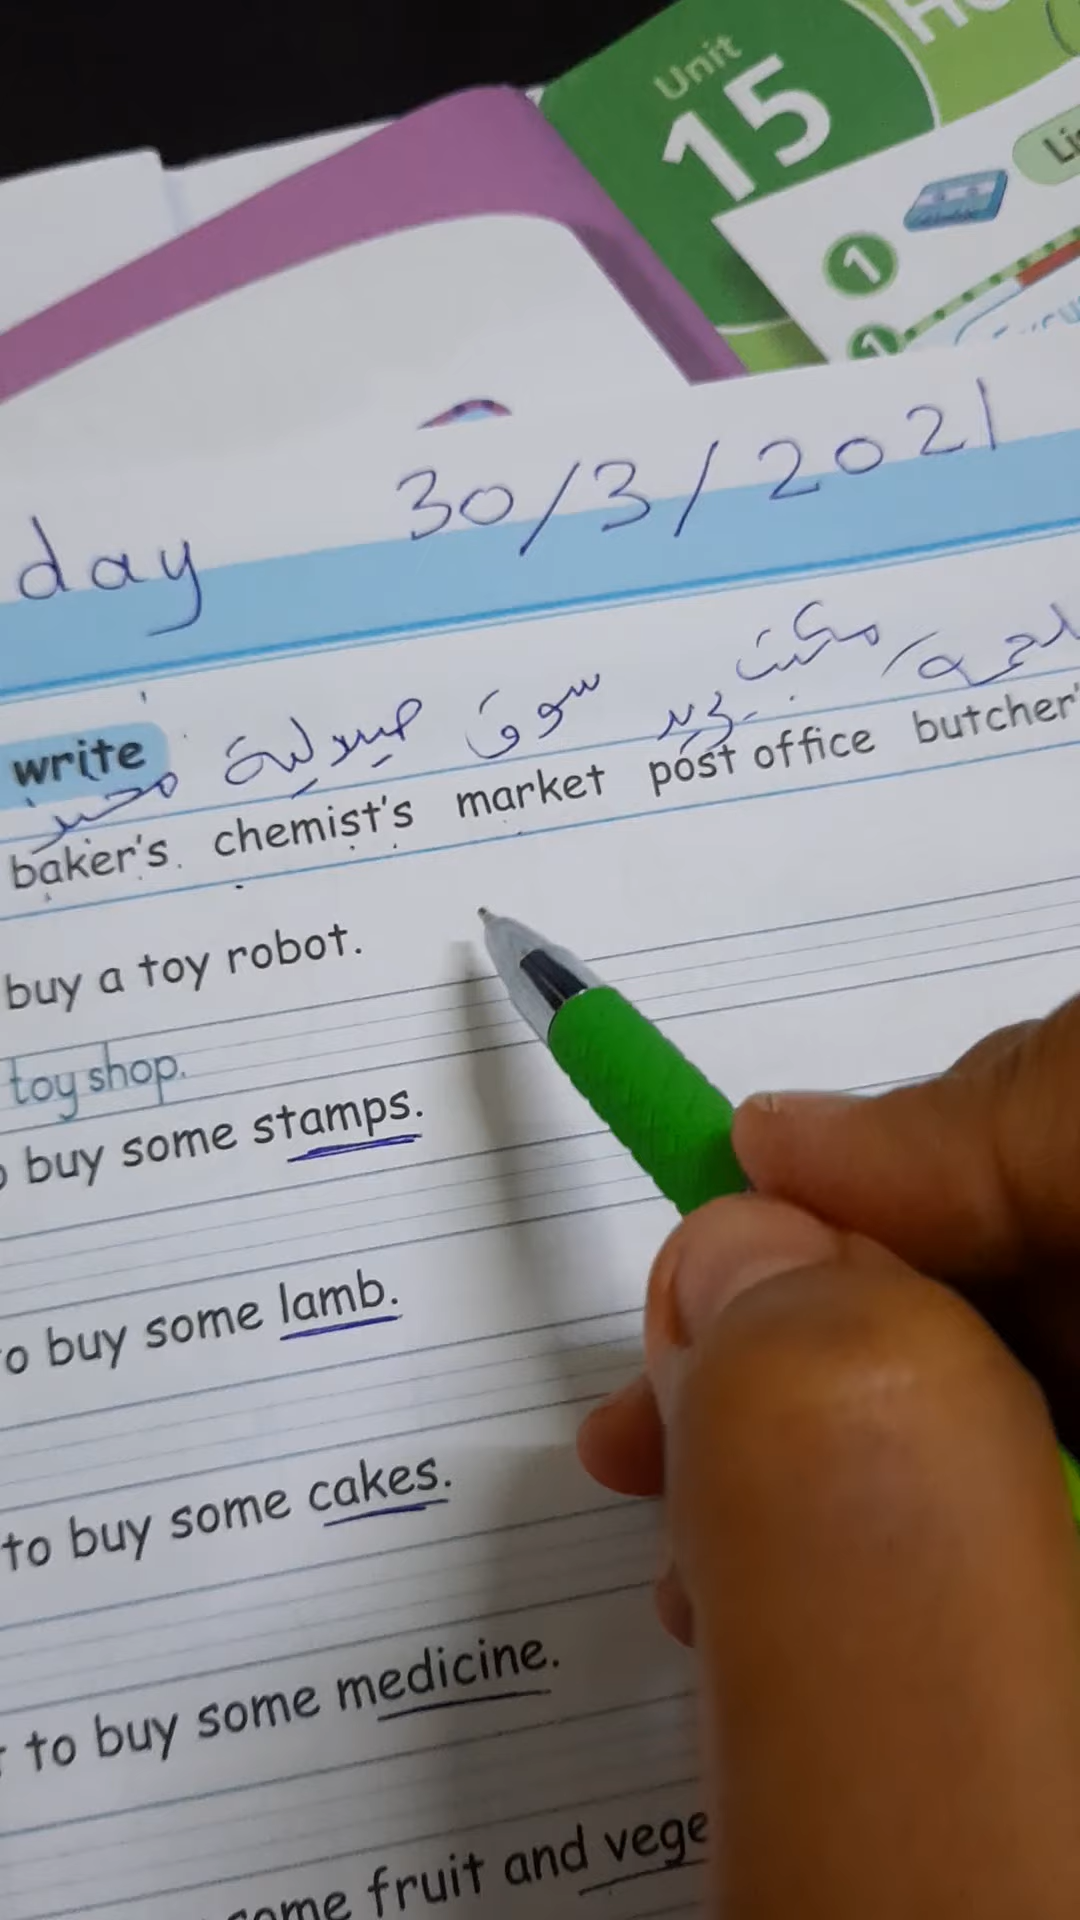 Unit
15
1
1
day 30/3/2021
مخبز صيدلية سوق مكتب
بريد
write
baker's chemist's market post office butcher'
buy a toy robot.
toy shop.
buy some stamps.
o buy some lamb.
to buy some cakes.
to buy some medicine.
ome fruit and vege